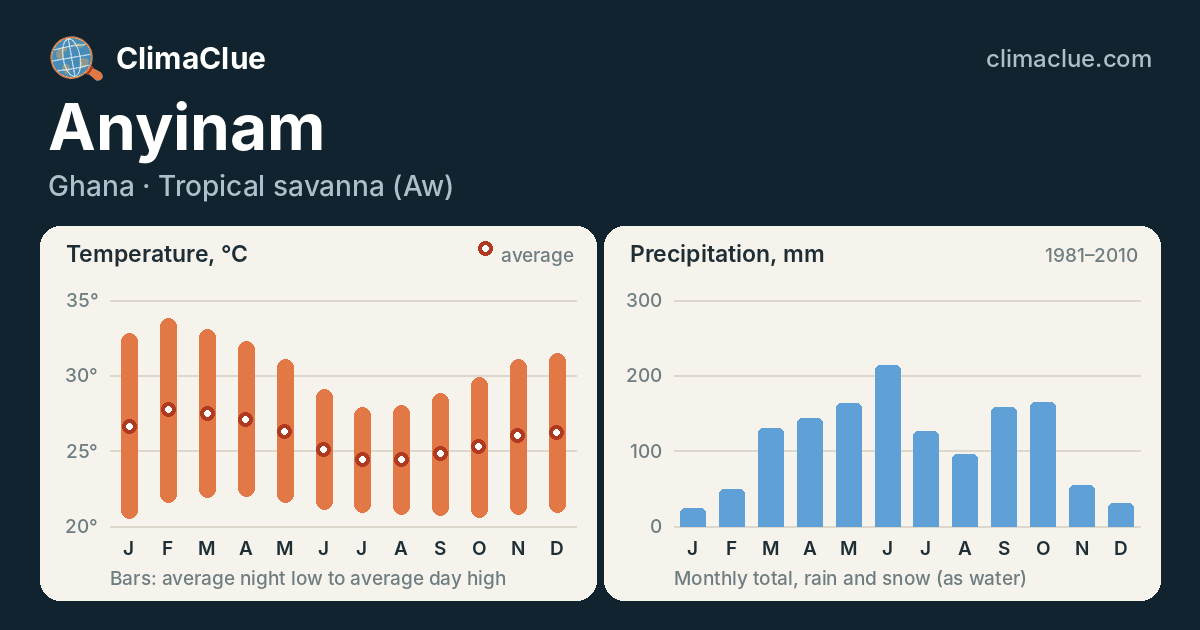 ClimaClue
climaclue.com
Anyinam
Ghana · Tropical savanna (Aw)
Temperature, °C
average
35°
30°
25°
20°
J F M A M J J A S O N D
Bars: average night low to average day high
Precipitation, mm
1981–2010
300
200
100
0
J F M A M J J A S O N D
Monthly total, rain and snow (as water)